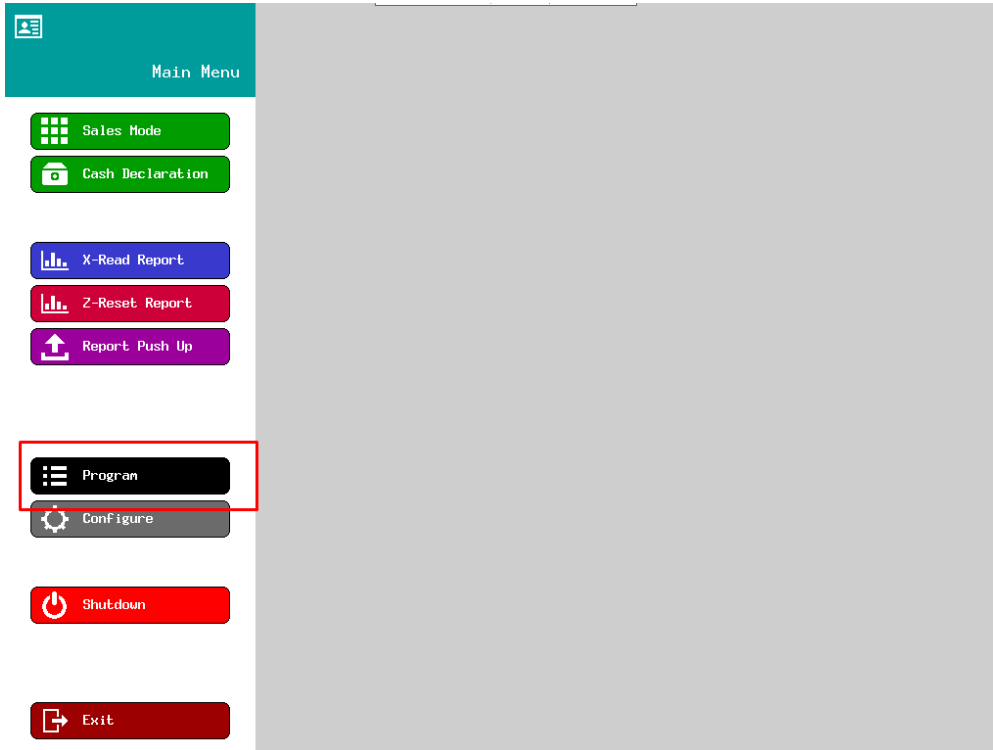 Main Menu
Sales Mode
Cash Declaration
X-Read Report
Z-Reset Report
Report Push Up
Program
Configure
Shutdown
Exit